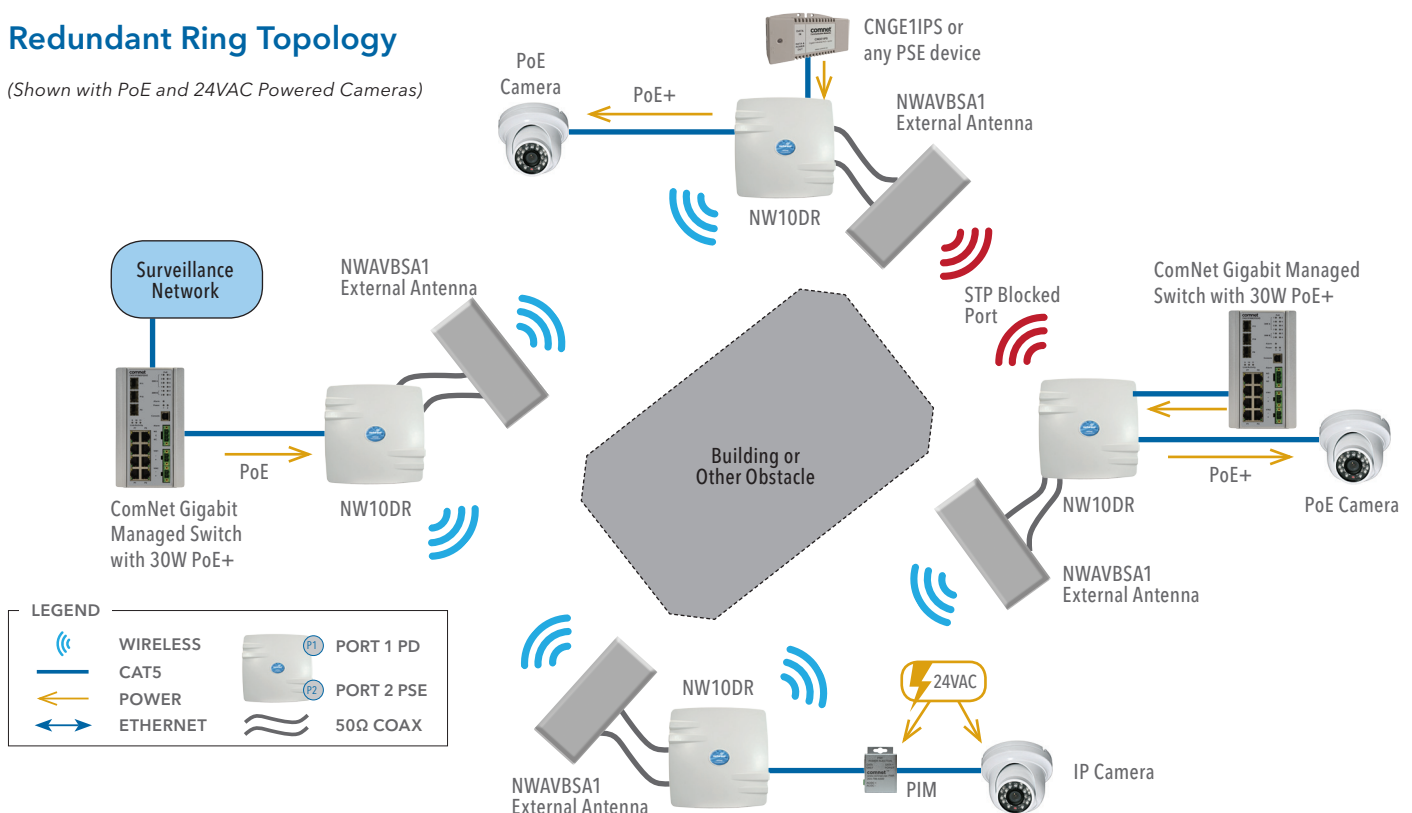 Redundant Ring Topology
(Shown with PoE and 24VAC Powered Cameras)
PoE
Camera
PoE+
CNGE1IPS or
any PSE device
comnet
NWAVBSA1
External Antenna
NW10DR
Surveillance
Network
NWAVBSA1
External Antenna
STP Blocked
Port
ComNet Gigabit Managed
Switch with 30W PoE+
comnet
comnet
PoE
NW10DR
ComNet Gigabit
Managed Switch
with 30W PoE+
Building or
Other Obstacle
NW10DR
PoE+
PoE Camera
NWAVBSA1
External Antenna
LEGEND
WIRELESS
CAT5
POWER
ETHERNET
P1
PORT 1 PD
P2
PORT 2 PSE
50Ω COAX
NW10DR
24VAC
NWAVBSA1
External Antenna
comnet
PIM
IP Camera